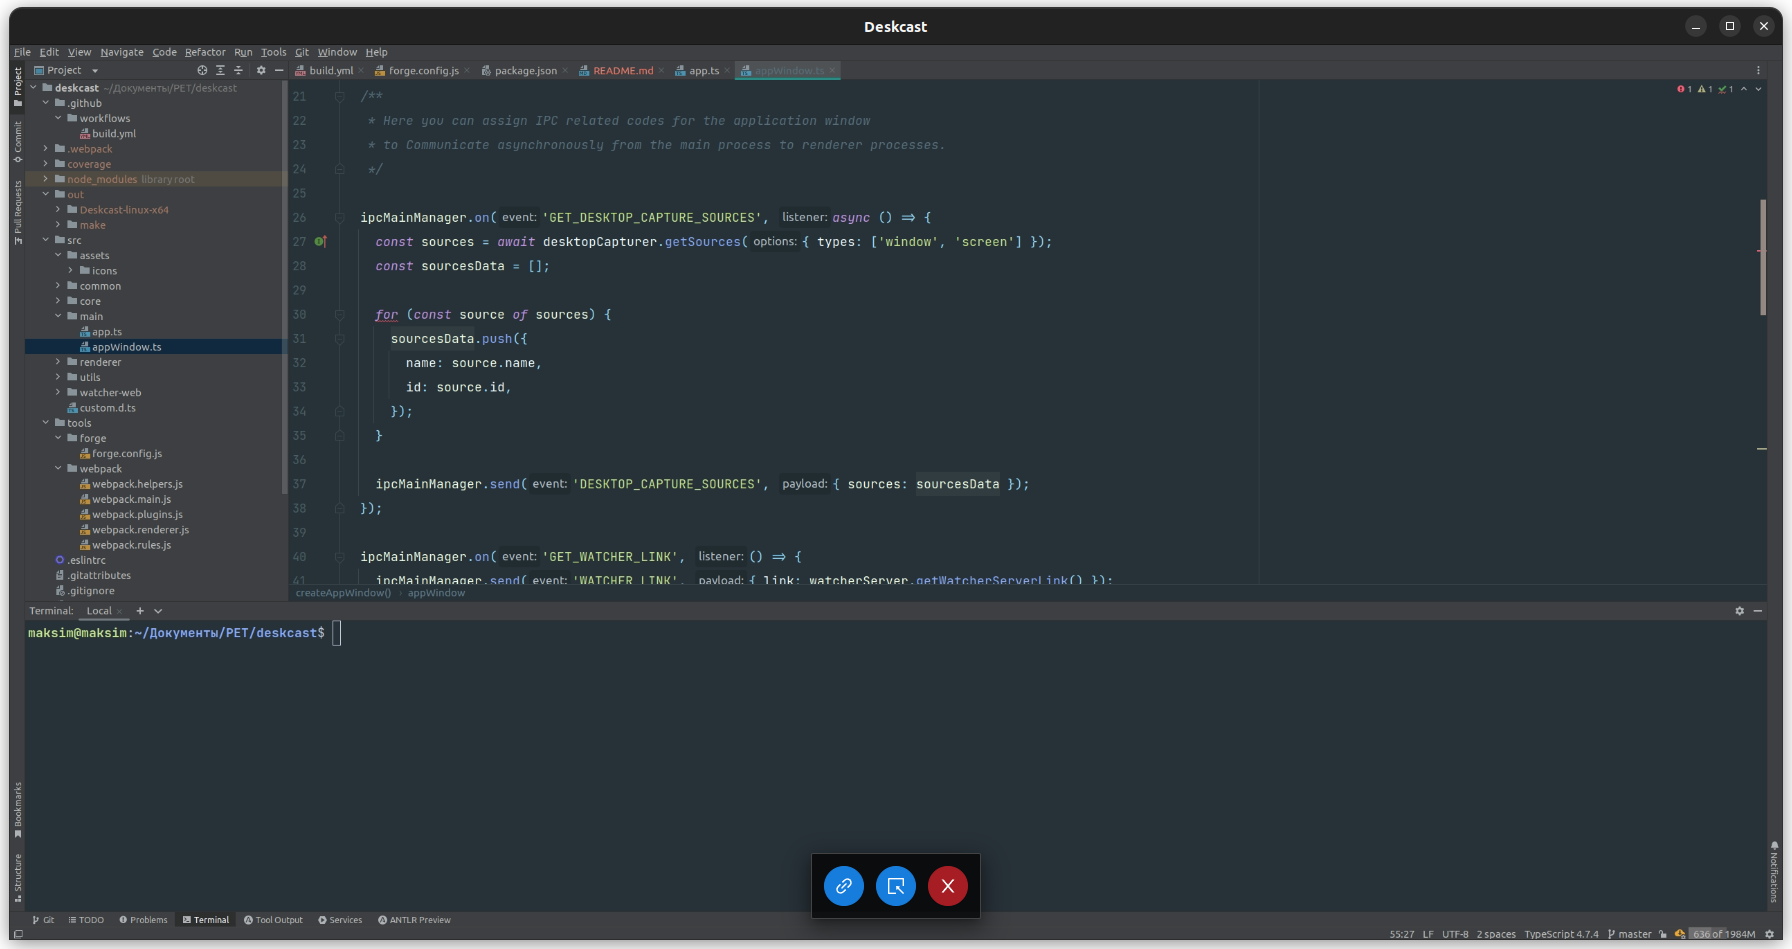 Deskcast
File Edit View Navigate Code Refactor Run Tools Git Window Help
Project
build.yml
forge.config.js
package.json
README.md
app.ts
appWindow.ts
Project
Commit
Pull Requests
Bookmarks
Structure
deskcast ~/Документы/PET/deskcast
.github
workflows
build.yml
.webpack
coverage
node_modules library root
out
Deskcast-linux-x64
make
src
assets
icons
common
core
main
app.ts
appWindow.ts
renderer
utils
watcher-web
custom.d.ts
tools
forge
forge.config.js
webpack
webpack.helpers.js
webpack.main.js
webpack.plugins.js
webpack.renderer.js
webpack.rules.js
.eslintrc
.gitattributes
.gitignore
1 1 1
21 /**
22 * Here you can assign IPC related codes for the application window
23 * to Communicate asynchronously from the main process to renderer processes.
24 */
25
26 ipcMainManager.on( event: 'GET_DESKTOP_CAPTURE_SOURCES', listener: async () => {
27 const sources = await desktopCapturer.getSources( options: { types: ['window', 'screen'] });
28 const sourcesData = [];
29
30 for (const source of sources) {
31 sourcesData.push({
32 name: source.name,
33 id: source.id,
34 });
35 }
36
37 ipcMainManager.send( event: 'DESKTOP_CAPTURE_SOURCES', payload: { sources: sourcesData });
38 });
39
40 ipcMainManager.on( event: 'GET_WATCHER_LINK', listener: () => {
41 ipcMainManager.send( event: 'WATCHER_LINK', payload: { link: watcherServer.getWatcherServerLink() });
createAppWindow() › appWindow
Terminal: Local
maksim@maksim:~/Документы/PET/deskcast$
Notifications
Git TODO Problems Terminal Tool Output Services ANTLR Preview
55:27 LF UTF-8 2 spaces TypeScript 4.7.4 master 636 of 1984M